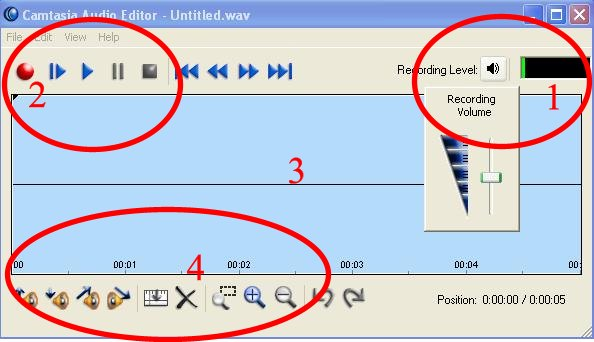 Camtasia Audio Editor - Untitled.wav
File Edit View Help
Recording Level:
1
2
Recording
Volume
3
00 00:01 00:02 00:03 00:04 00:
4
Position: 0:00:00 / 0:00:05